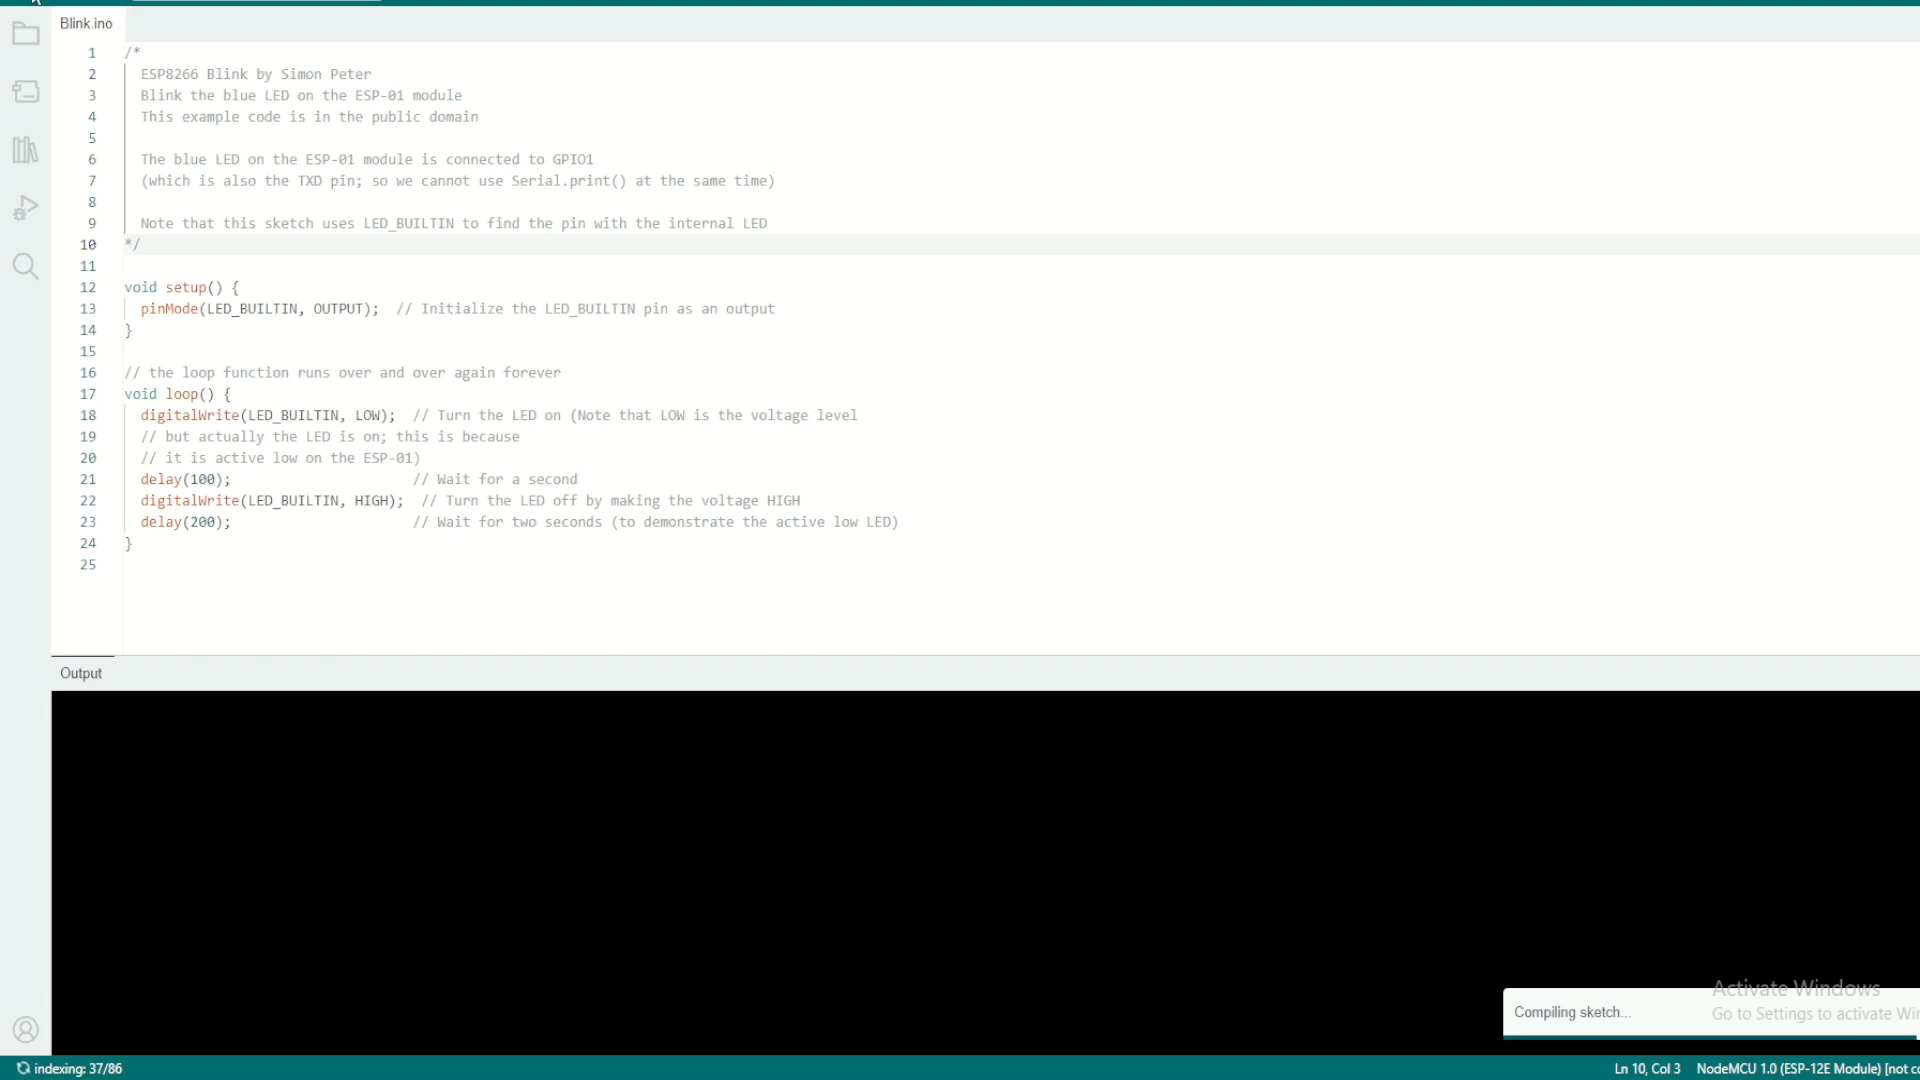 Blink.ino
1 /*
2 ESP8266 Blink by Simon Peter
3 Blink the blue LED on the ESP-01 module
4 This example code is in the public domain
5
6 The blue LED on the ESP-01 module is connected to GPIO1
7 (which is also the TXD pin; so we cannot use Serial.print() at the same time)
8
9 Note that this sketch uses LED_BUILTIN to find the pin with the internal LED
10 */
11
12 void setup() {
13 pinMode(LED_BUILTIN, OUTPUT); // Initialize the LED_BUILTIN pin as an output
14 }
15
16 // the loop function runs over and over again forever
17 void loop() {
18 digitalWrite(LED_BUILTIN, LOW); // Turn the LED on (Note that LOW is the voltage level
19 // but actually the LED is on; this is because
20 // it is active low on the ESP-01)
21 delay(100); // Wait for a second
22 digitalWrite(LED_BUILTIN, HIGH); // Turn the LED off by making the voltage HIGH
23 delay(200); // Wait for two seconds (to demonstrate the active low LED)
24 }
25
Output
Activate Windows
Compiling sketch...
Go to Settings to activate Wi
indexing: 37/86
Ln 10, Col 3 NodeMCU 1.0 (ESP-12E Module) [not co